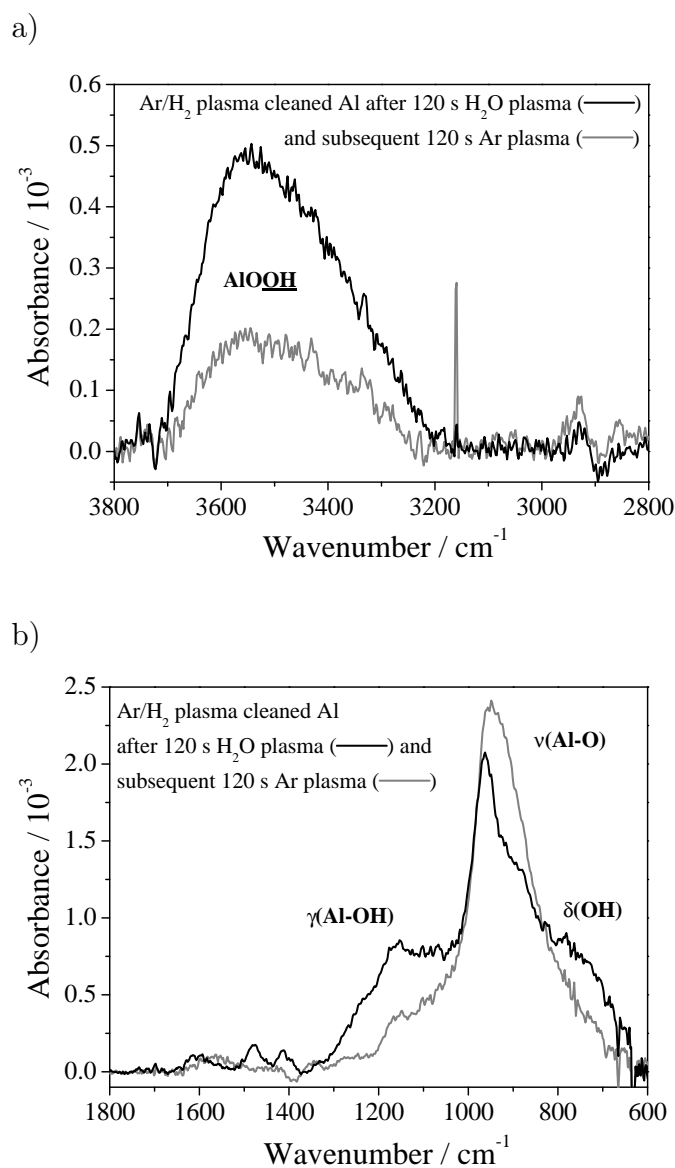 a)
Ar/H₂ plasma cleaned Al after 120 s H₂O plasma (——)
and subsequent 120 s Ar plasma (——)
0.6
0.5
0.4
0.3
0.2
0.1
0.0
AlOOH
Absorbance / 10⁻³
3800 3600 3400 3200 3000 2800
Wavenumber / cm⁻¹
b)
2.5
2.0
1.5
1.0
0.5
0.0
Ar/H₂ plasma cleaned Al
after 120 s H₂O plasma (——) and
subsequent 120 s Ar plasma (——)
ν(Al-O)
γ(Al-OH)
δ(OH)
Absorbance / 10⁻³
1800 1600 1400 1200 1000 800 600
Wavenumber / cm⁻¹